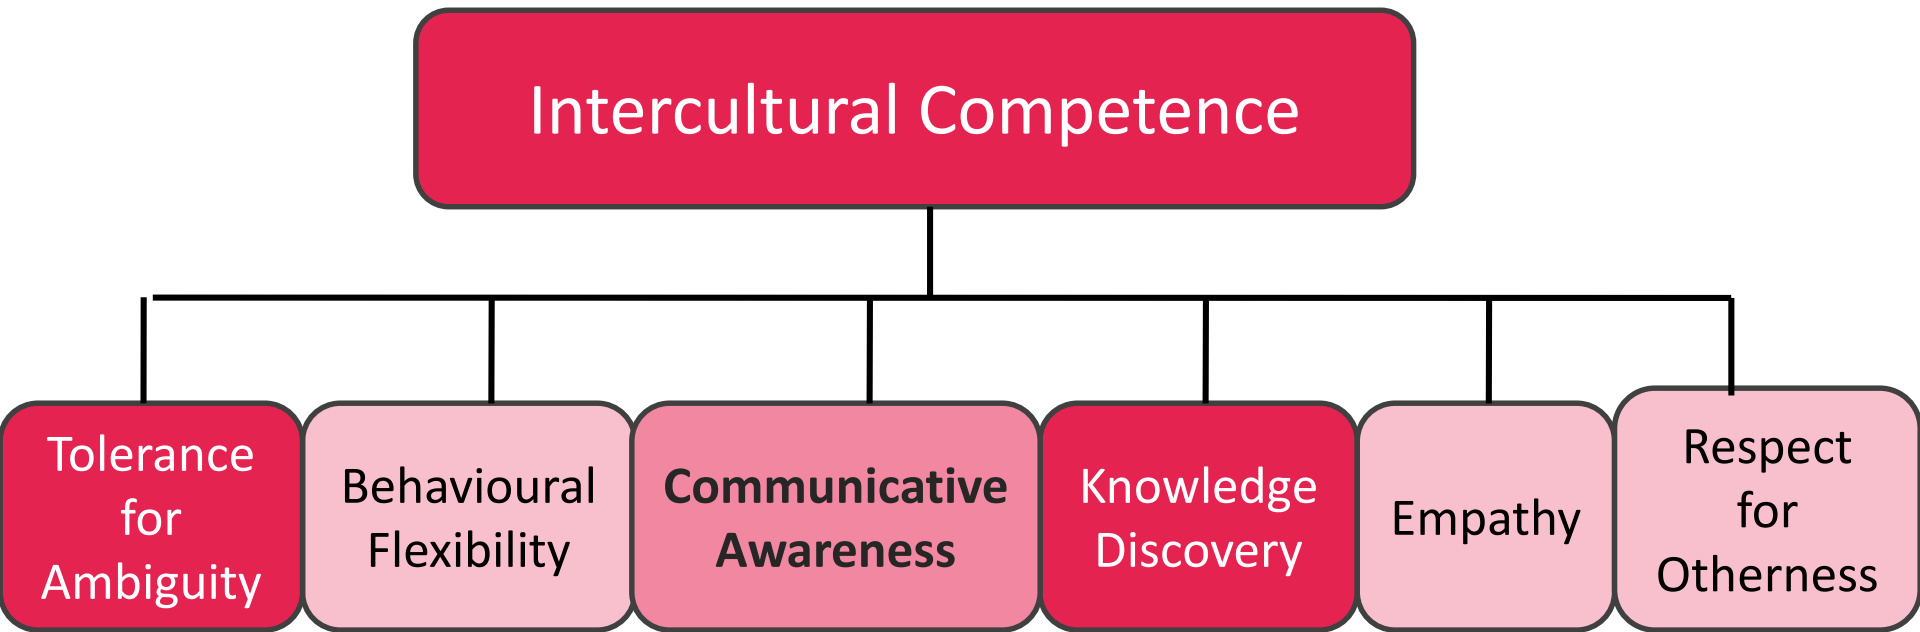 Intercultural Competence
Tolerance
for
Ambiguity
Behavioural
Flexibility
Communicative
Awareness
Knowledge
Discovery
Empathy
Respect
for
Otherness